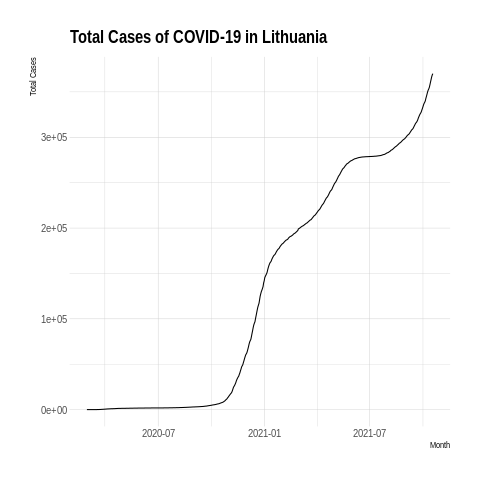 Total Cases of COVID-19 in Lithuania
Total Cases
3e+05
2e+05
1e+05
0e+00
2020-07 2021-01 2021-07
Month